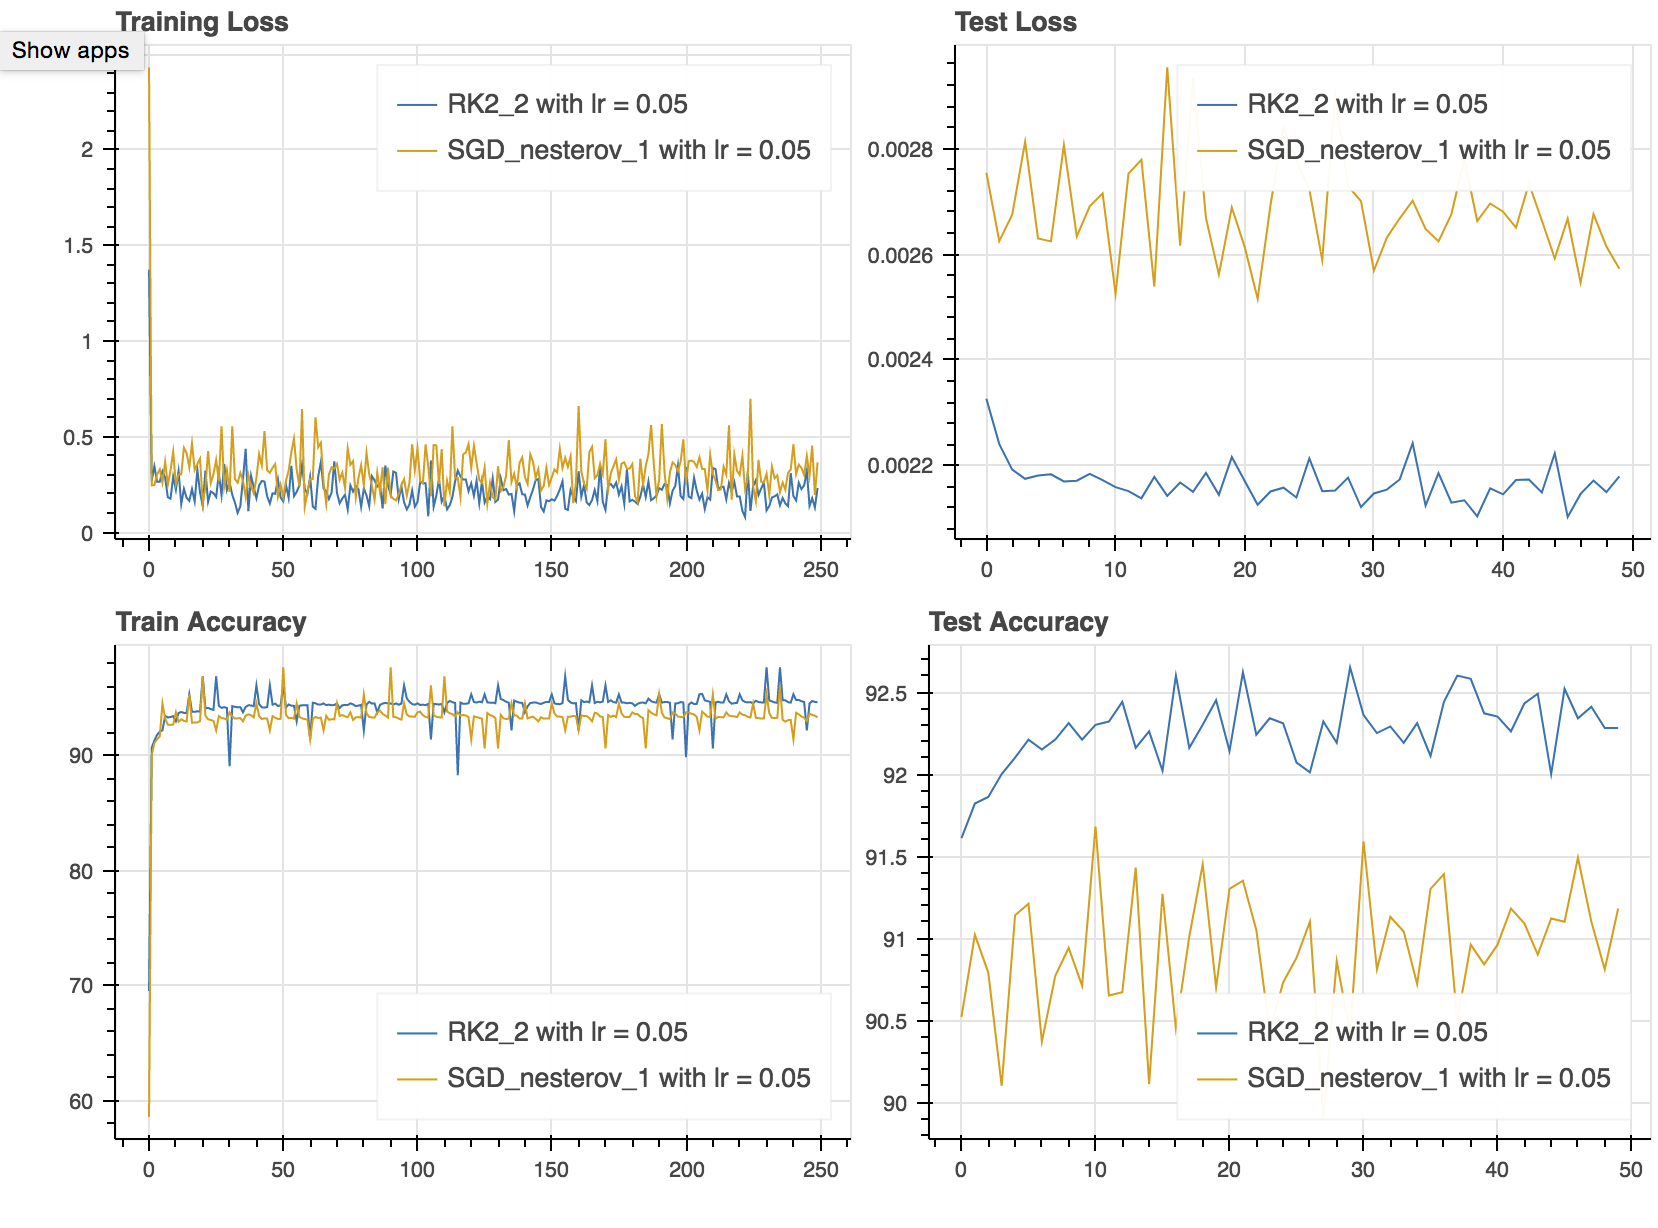 Training Loss
Show apps
2
1.5
1
0.5
0
0 50 100 150 200 250
RK2_2 with lr = 0.05
SGD_nesterov_1 with lr = 0.05
Test Loss
0.0028
0.0026
0.0024
0.0022
0 10 20 30 40 50
RK2_2 with lr = 0.05
SGD_nesterov_1 with lr = 0.05
Train Accuracy
90
80
70
60
0 50 100 150 200 250
RK2_2 with lr = 0.05
SGD_nesterov_1 with lr = 0.05
Test Accuracy
92.5
92
91.5
91
90.5
90
0 10 20 30 40 50
RK2_2 with lr = 0.05
SGD_nesterov_1 with lr = 0.05